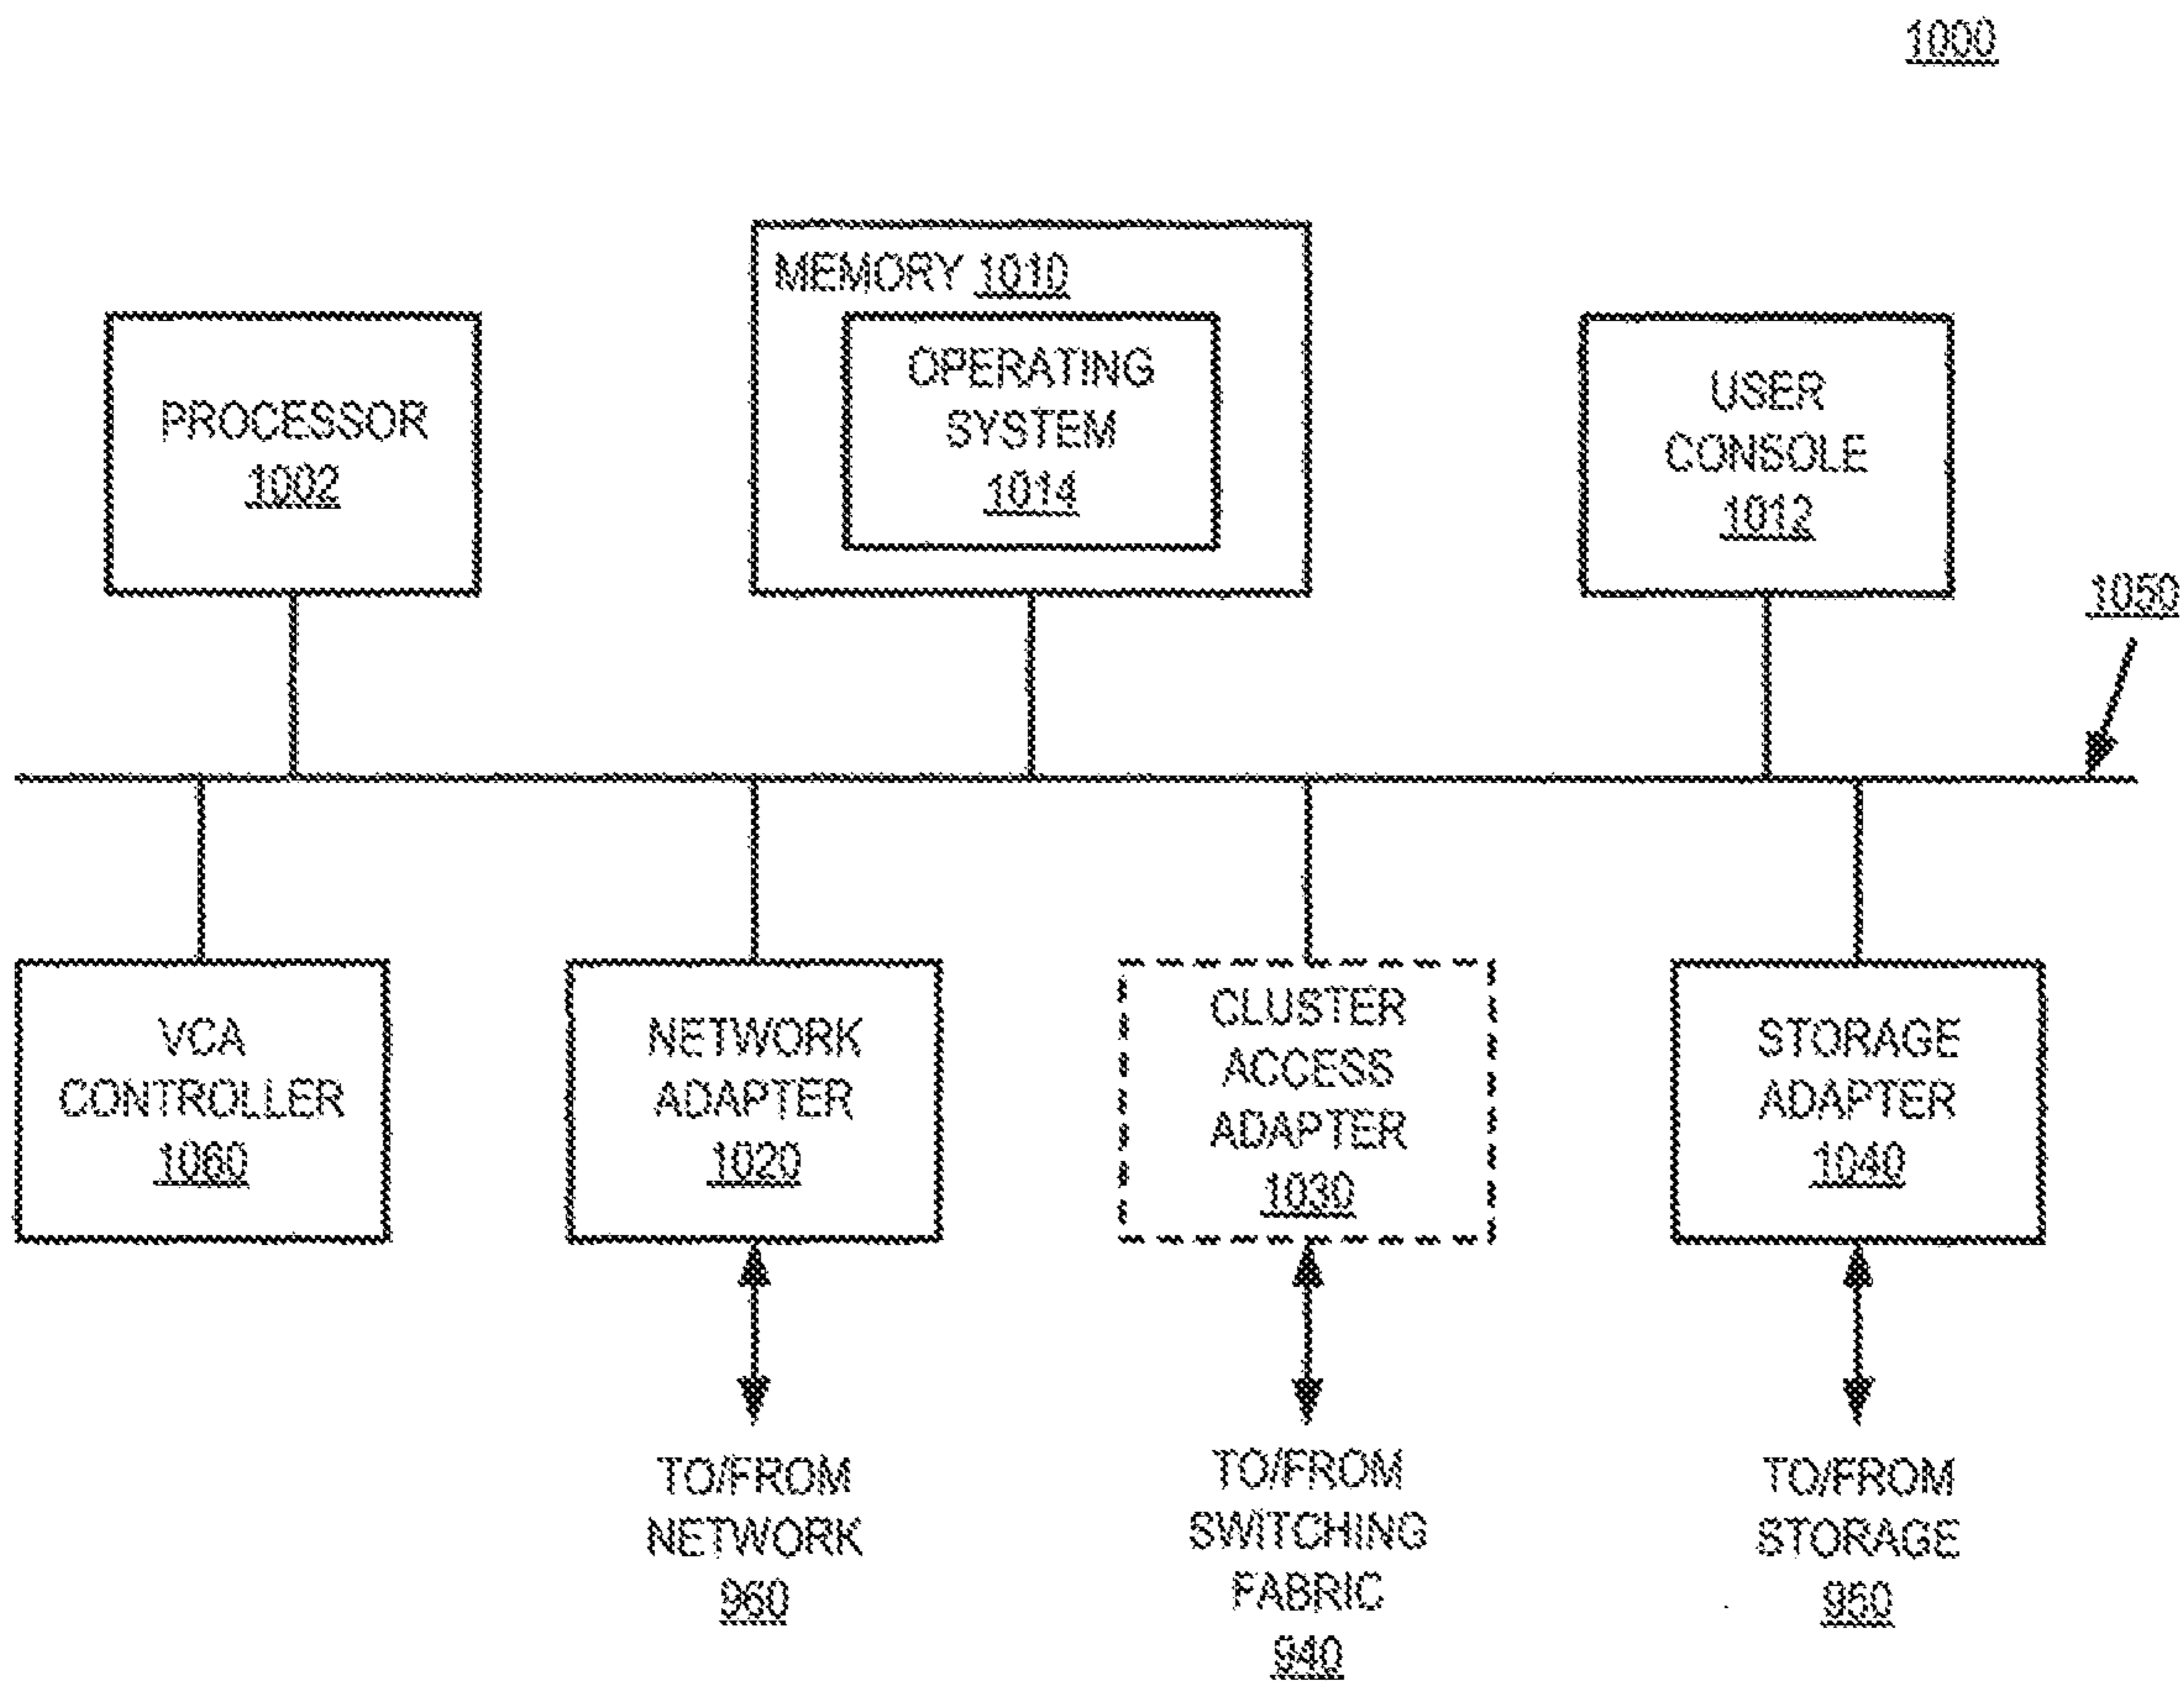 1000
MEMORY 1010
OPERATING
SYSTEM
1014
PROCESSOR
1002
USER
CONSOLE
1012
1050
VCA
CONTROLLER
1060
NETWORK
ADAPTER
1020
CLUSTER
ACCESS
ADAPTER
1030
STORAGE
ADAPTER
1040
TO/FROM
NETWORK
960
TO/FROM
SWITCHING
FABRIC
940
TO/FROM
STORAGE
950